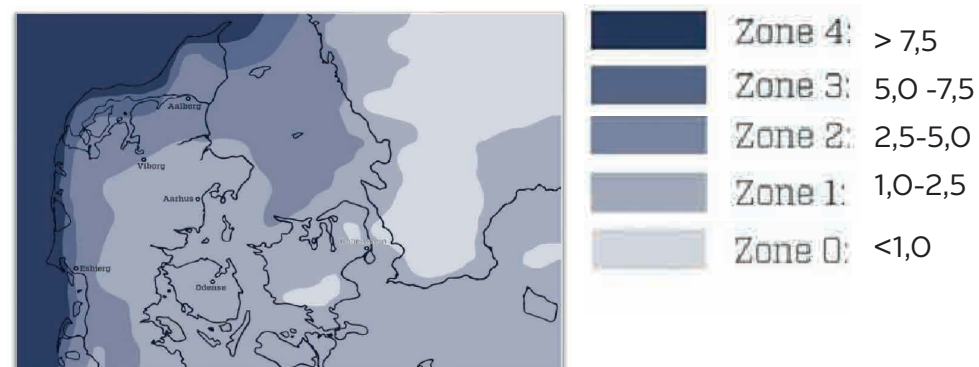 Aalborg
Viborg
Aarhus
Esbjerg
Odense
Zone 4: > 7,5
Zone 3: 5,0 -7,5
Zone 2: 2,5-5,0
Zone 1: 1,0-2,5
Zone 0: <1,0